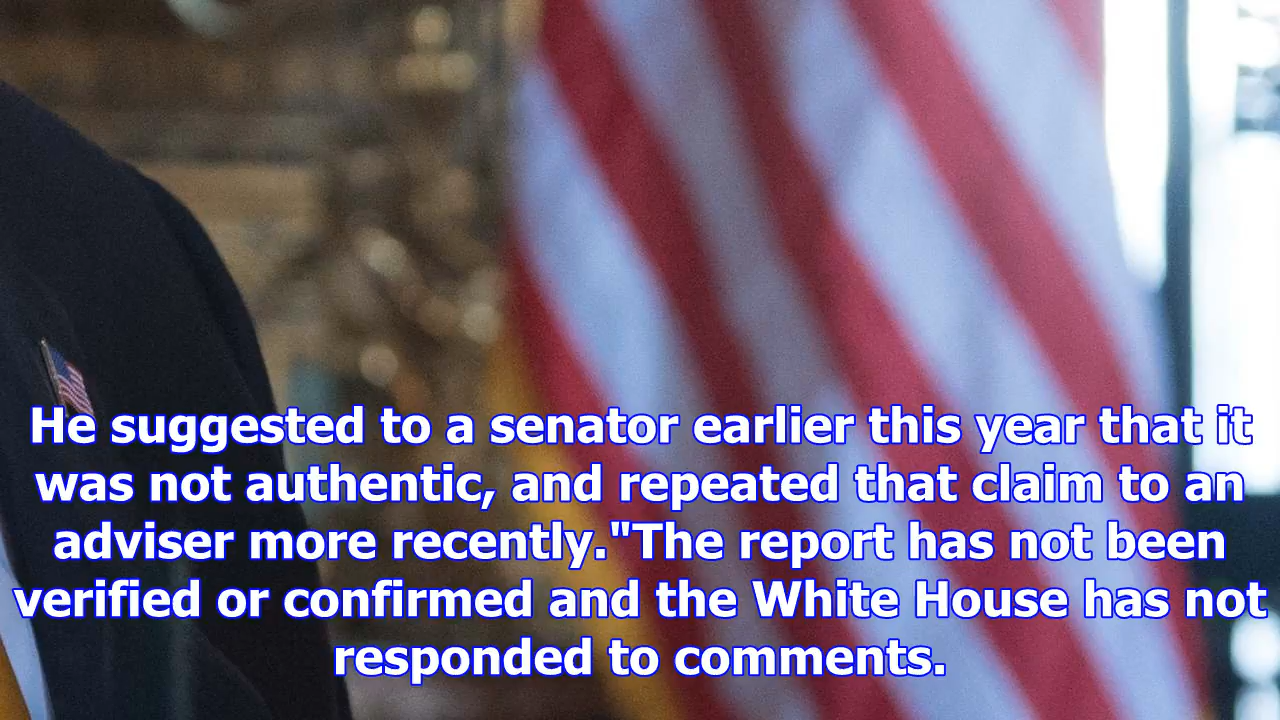 He suggested to a senator earlier this year that it
was not authentic, and repeated that claim to an
adviser more recently."The report has not been
verified or confirmed and the White House has not
responded to comments.